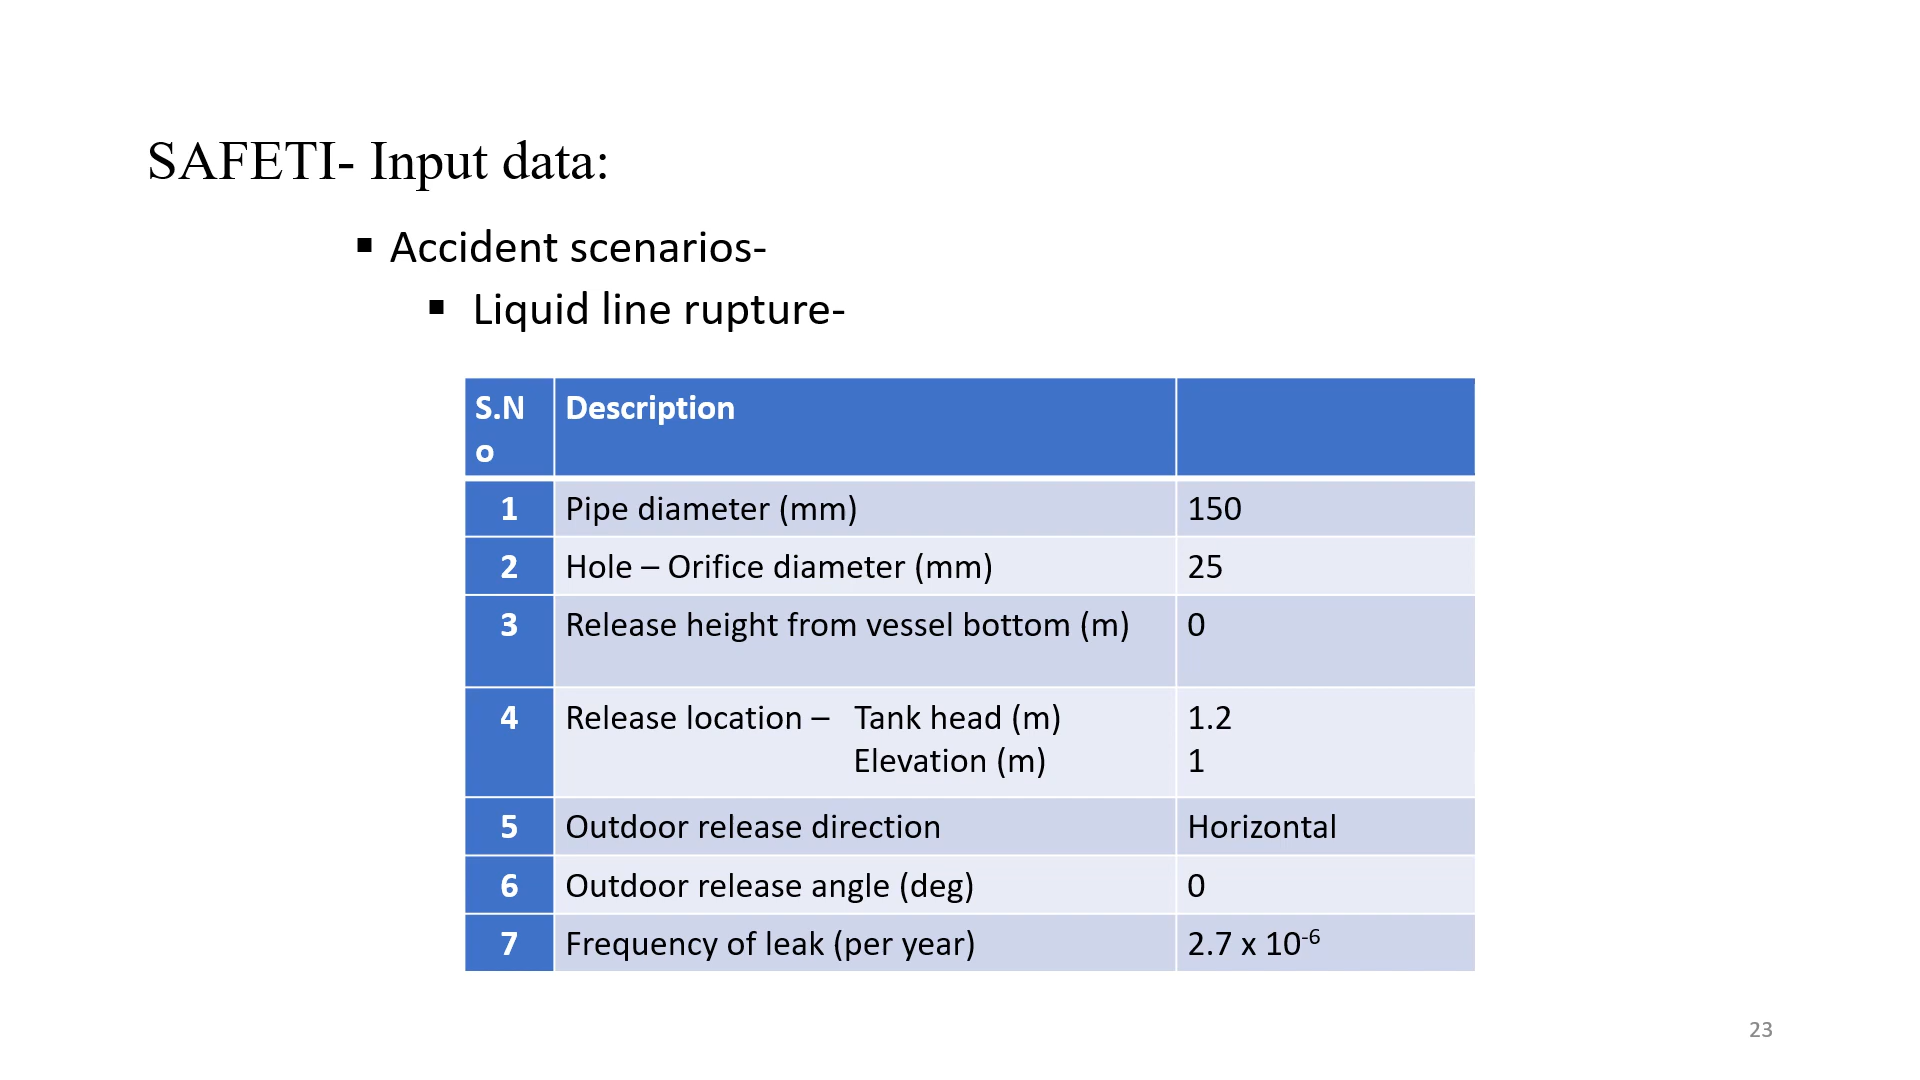 SAFETI- Input data:
▪ Accident scenarios-
▪ Liquid line rupture-
S.N
o
Description
1 Pipe diameter (mm) 150
2 Hole – Orifice diameter (mm) 25
3 Release height from vessel bottom (m) 0
4 Release location – Tank head (m) 1.2
Elevation (m) 1
5 Outdoor release direction Horizontal
6 Outdoor release angle (deg) 0
7 Frequency of leak (per year) 2.7 x 10⁻⁶
23